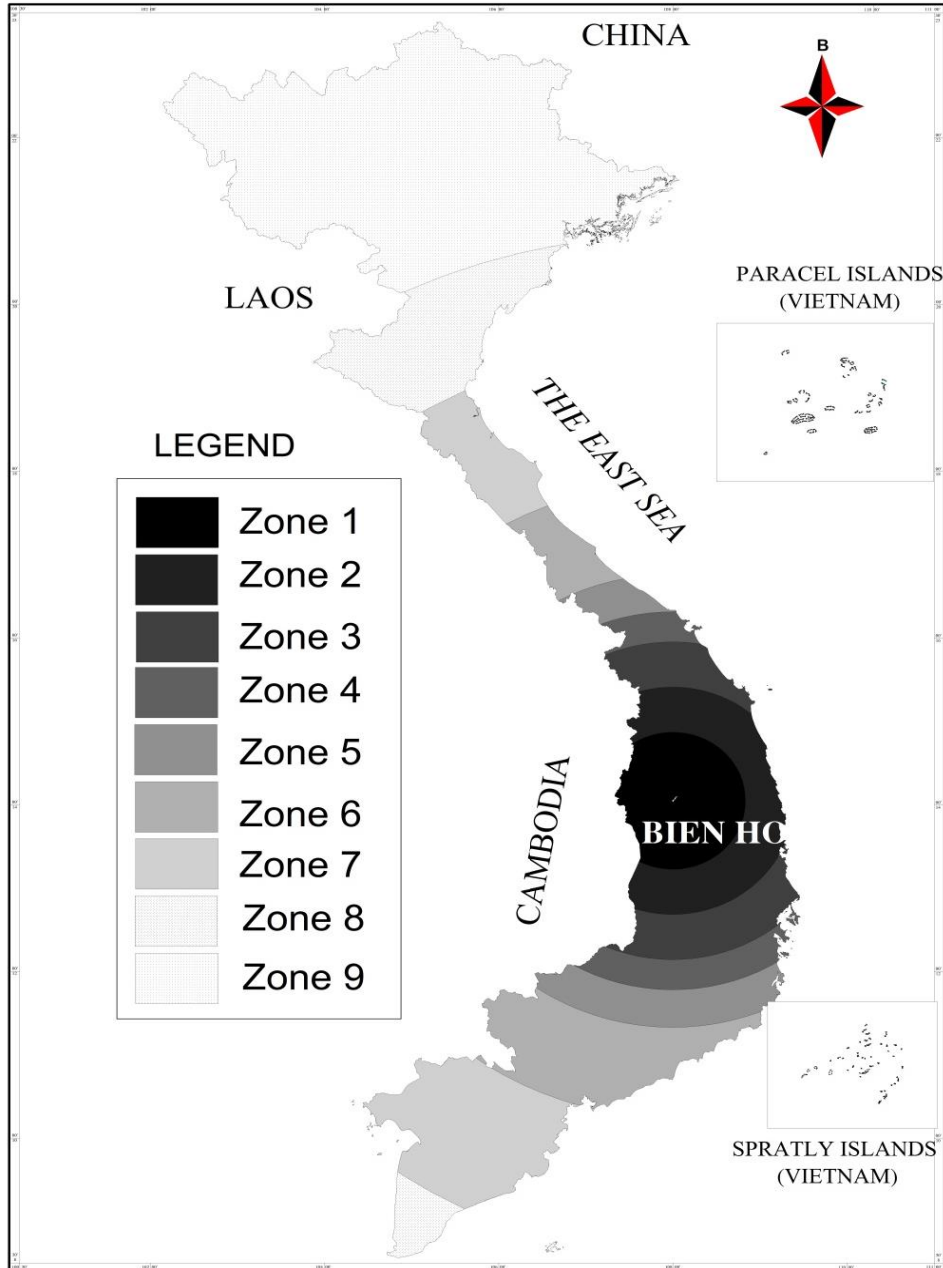 CHINA
B
PARACEL ISLANDS
(VIETNAM)
LAOS
THE EAST SEA
LEGEND
Zone 1
Zone 2
Zone 3
Zone 4
Zone 5
Zone 6
Zone 7
Zone 8
Zone 9
CAMBODIA
BIEN HO
SPRATLY ISLANDS
(VIETNAM)